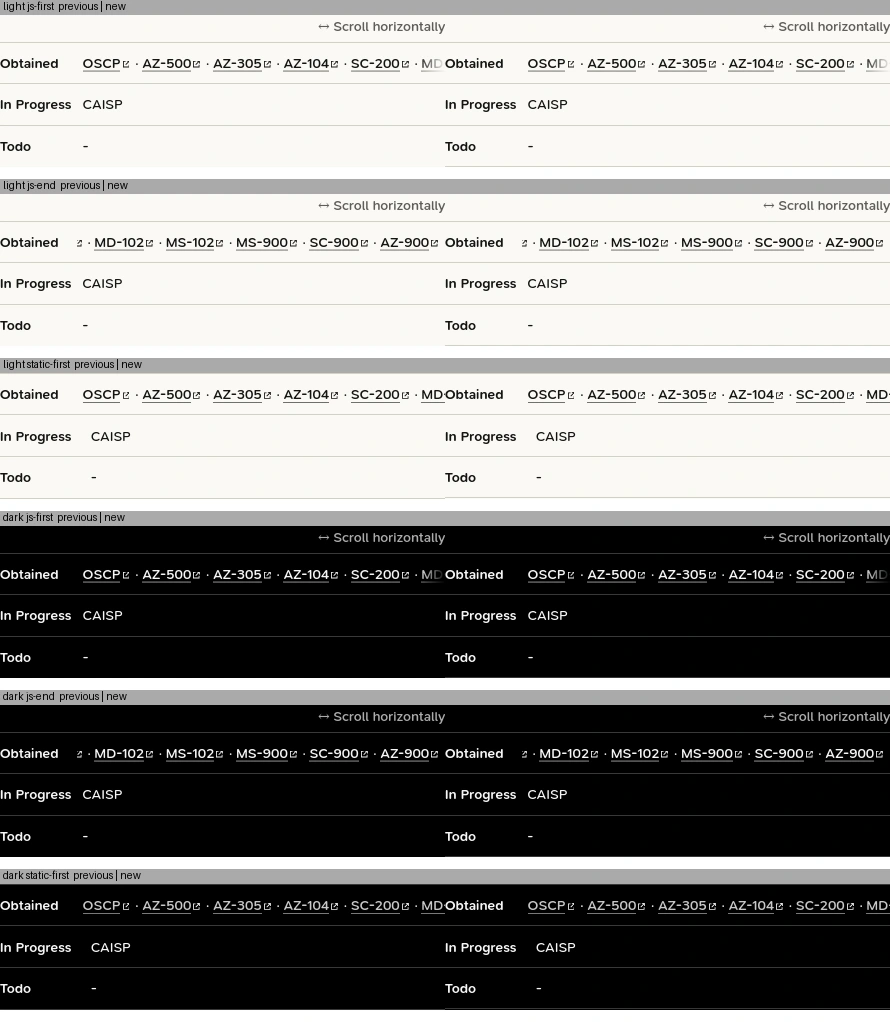 light js-first previous | new
↔ Scroll horizontally ↔ Scroll horizontally
Obtained OSCP · AZ-500 · AZ-305 · AZ-104 · SC-200 · MD Obtained OSCP · AZ-500 · AZ-305 · AZ-104 · SC-200 · MD
In Progress CAISP In Progress CAISP
Todo - Todo -
light js-end previous | new
↔ Scroll horizontally ↔ Scroll horizontally
Obtained · MD-102 · MS-102 · MS-900 · SC-900 · AZ-900 Obtained · MD-102 · MS-102 · MS-900 · SC-900 · AZ-900
In Progress CAISP In Progress CAISP
Todo - Todo -
light static-first previous | new
Obtained OSCP · AZ-500 · AZ-305 · AZ-104 · SC-200 · MD- Obtained OSCP · AZ-500 · AZ-305 · AZ-104 · SC-200 · MD-
In Progress CAISP In Progress CAISP
Todo - Todo -
dark js-first previous | new
↔ Scroll horizontally ↔ Scroll horizontally
Obtained OSCP · AZ-500 · AZ-305 · AZ-104 · SC-200 · MD Obtained OSCP · AZ-500 · AZ-305 · AZ-104 · SC-200 · MD
In Progress CAISP In Progress CAISP
Todo - Todo -
dark js-end previous | new
↔ Scroll horizontally ↔ Scroll horizontally
Obtained · MD-102 · MS-102 · MS-900 · SC-900 · AZ-900 Obtained · MD-102 · MS-102 · MS-900 · SC-900 · AZ-900
In Progress CAISP In Progress CAISP
Todo - Todo -
dark static-first previous | new
Obtained OSCP · AZ-500 · AZ-305 · AZ-104 · SC-200 · MD- Obtained OSCP · AZ-500 · AZ-305 · AZ-104 · SC-200 · MD-
In Progress CAISP In Progress CAISP
Todo - Todo -